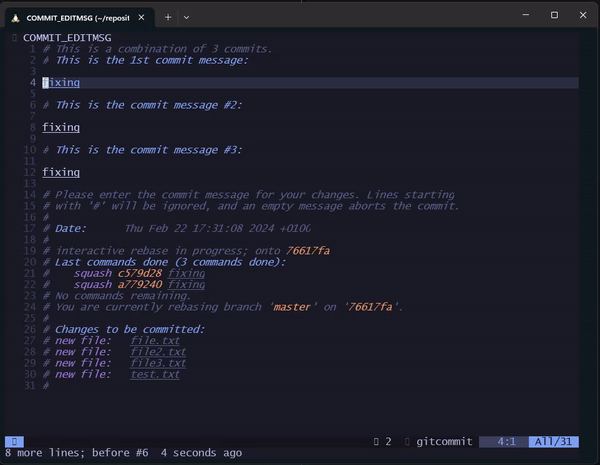 COMMIT_EDITMSG (~/reposit
COMMIT_EDITMSG
1 # This is a combination of 3 commits.
2 # This is the 1st commit message:
3
4 fixing
5
6 # This is the commit message #2:
7
8 fixing
9
10 # This is the commit message #3:
11
12 fixing
13
14 # Please enter the commit message for your changes. Lines starting
15 # with '#' will be ignored, and an empty message aborts the commit.
16 #
17 # Date: Thu Feb 22 17:31:08 2024 +0100
18 #
19 # interactive rebase in progress; onto 76617fa
20 # Last commands done (3 commands done):
21 # squash c579d28 fixing
22 # squash a779240 fixing
23 # No commands remaining.
24 # You are currently rebasing branch 'master' on '76617fa'.
25 #
26 # Changes to be committed:
27 # new file: file.txt
28 # new file: file2.txt
29 # new file: file3.txt
30 # new file: test.txt
31 #
2 gitcommit 4:1 All/31
8 more lines; before #6 4 seconds ago